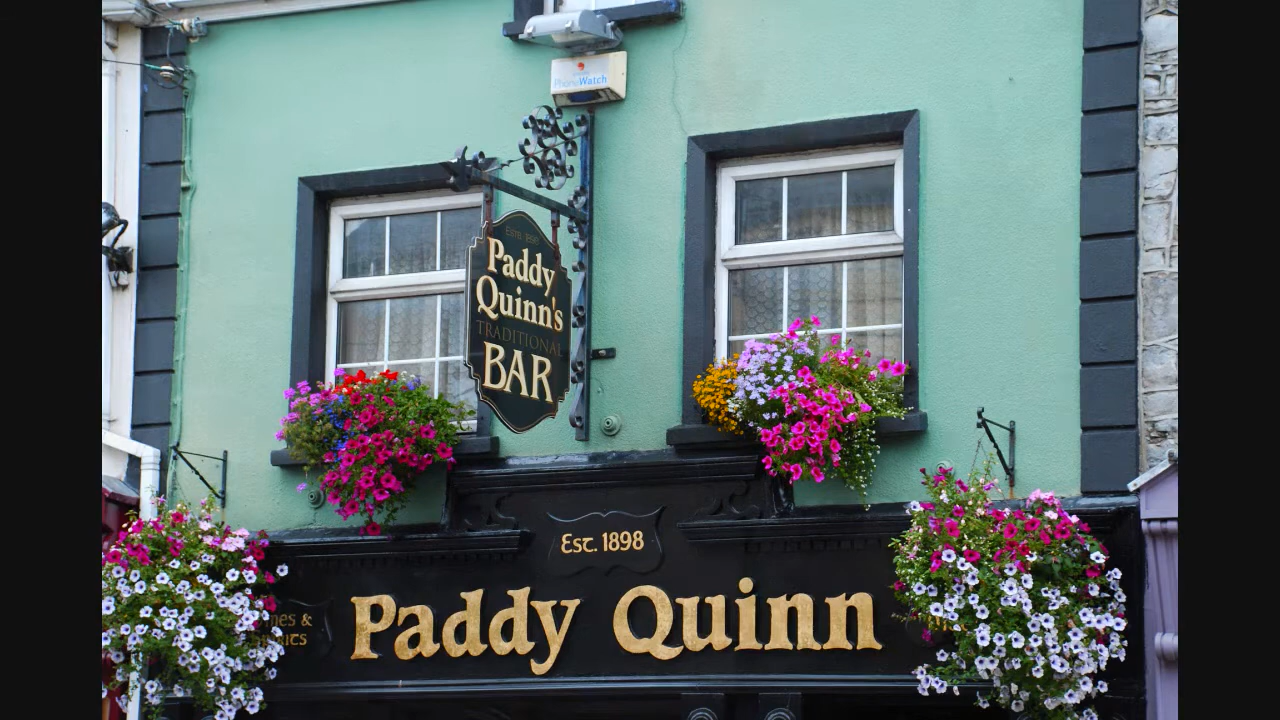 PhoneWatch
Paddy
Quinn's
TRADITIONAL
BAR
Est. 1898
Paddy Quinn
&